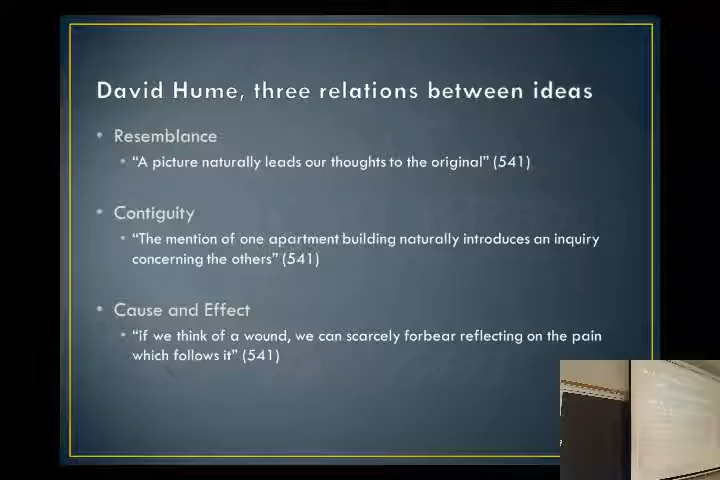 David Hume, three relations between ideas
• Resemblance
• “A picture naturally leads our thoughts to the original” (541)
• Contiguity
• “The mention of one apartment building naturally introduces an inquiry
concerning the others” (541)
• Cause and Effect
• “if we think of a wound, we can scarcely forbear reflecting on the pain
which follows it” (541)